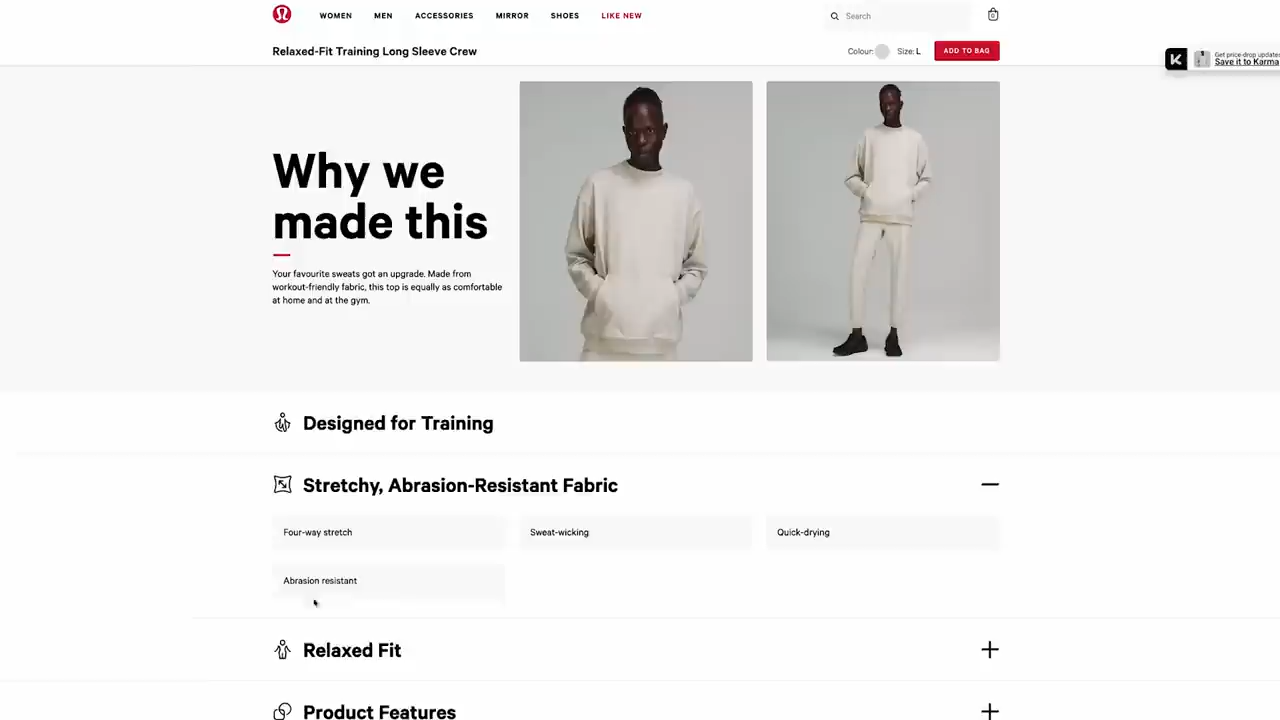 WOMEN MEN ACCESSORIES MIRROR SHOES LIKE NEW
Search
0
Relaxed-Fit Training Long Sleeve Crew
Colour: Size: L
ADD TO BAG
K
Get price-drop updates
Save it to Karma
Why we
made this
Your favourite sweats got an upgrade. Made from
workout-friendly fabric, this top is equally as comfortable
at home and at the gym.
Designed for Training
Stretchy, Abrasion-Resistant Fabric
Four-way stretch
Sweat-wicking
Quick-drying
Abrasion resistant
Relaxed Fit
Product Features